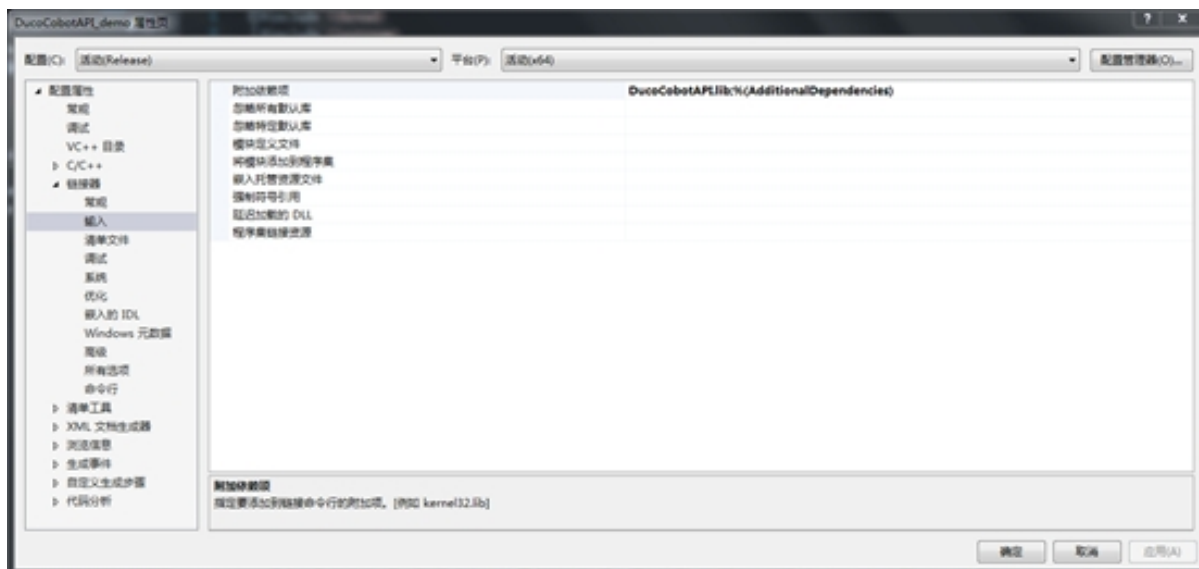 DucoCobotAPI_demo 属性页
配置(C): 活动(Release) 平台(P): 活动(x64) 配置管理器(O)...
配置属性
常规
调试
VC++ 目录
C/C++
链接器
常规
输入
清单文件
调试
系统
优化
嵌入的 IDL
Windows 元数据
高级
所有选项
命令行
清单工具
XML 文档生成器
浏览信息
生成事件
自定义生成步骤
代码分析
附加依赖项 DucoCobotAPI.lib;%(AdditionalDependencies)
忽略所有默认库
忽略特定默认库
模块定义文件
将模块添加到程序集
嵌入托管资源文件
强制符号引用
延迟加载的 DLL
程序集链接资源
附加依赖项
指定要添加到链接命令行的附加项。[例如 kernel32.lib]
确定 取消 应用(A)